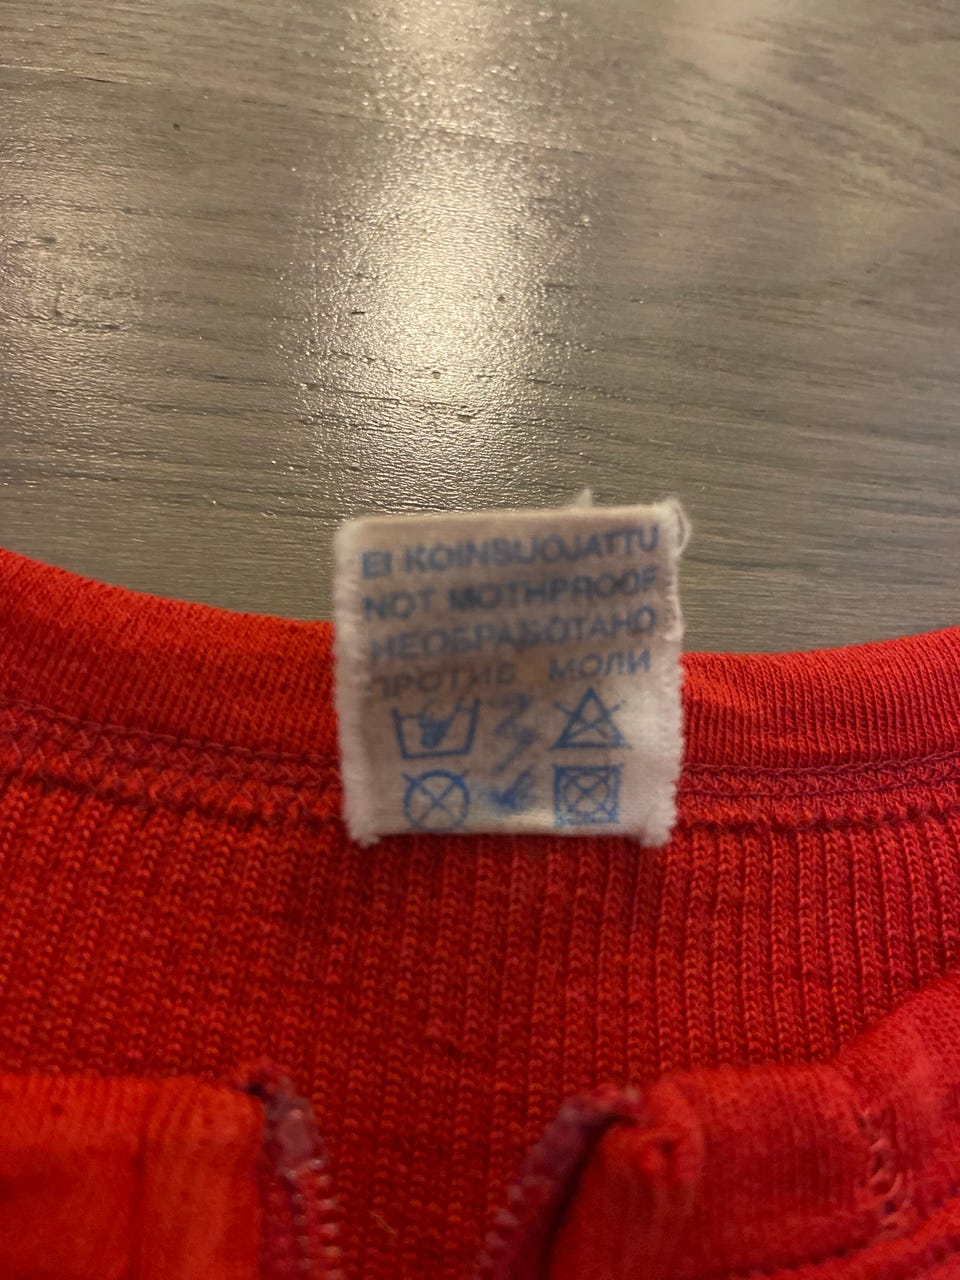 EI KOINSUOJATTU
NOT MOTHPROOF
НЕОБРАБОТАНО
ПРОТИВ МОЛИ